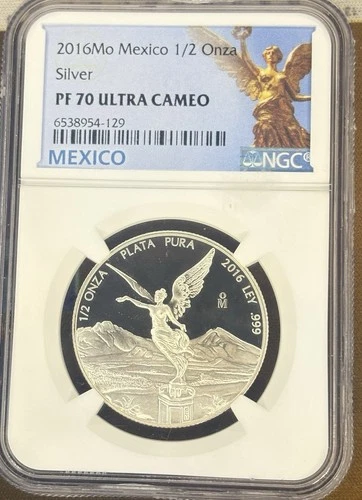 2016Mo Mexico 1/2 Onza
Silver
PF 70 ULTRA CAMEO
6538954-129
MEXICO
NGC
1/2 ONZA PLATA PURA 2016 LEY .999
Mo